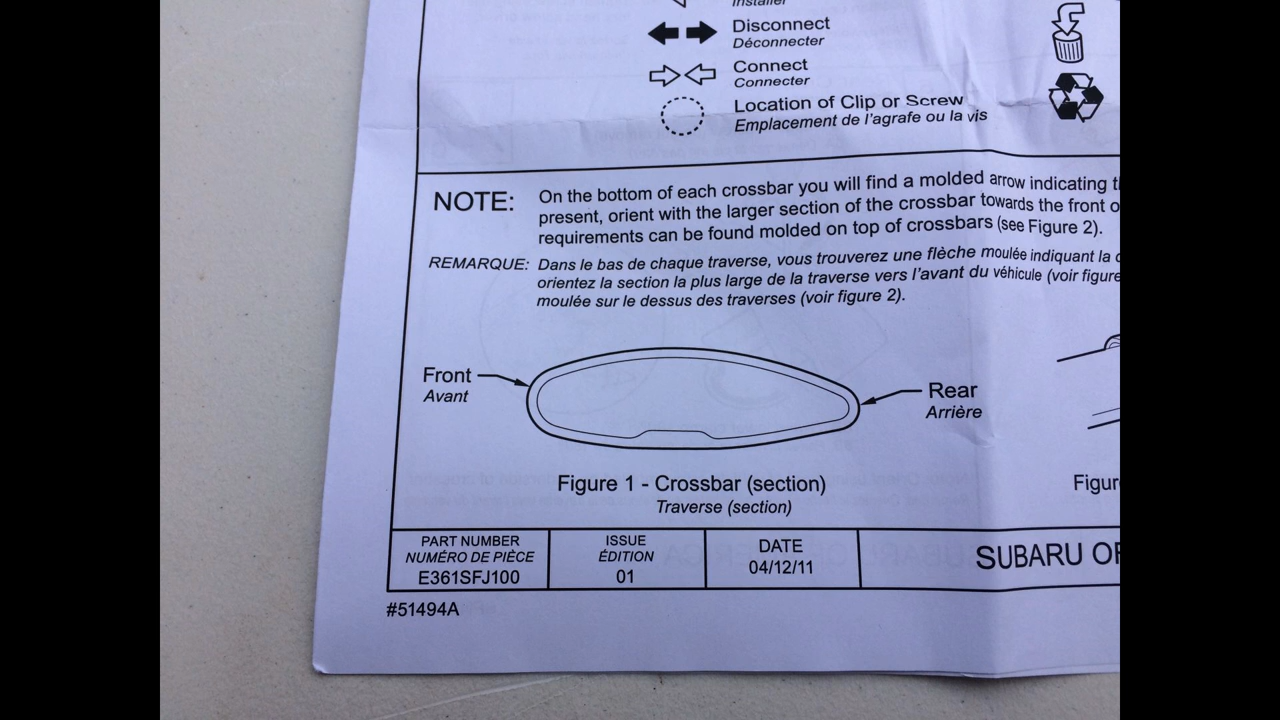 Installer
Disconnect
Déconnecter
Connect
Connecter
Location of Clip or Screw
Emplacement de l'agrafe ou la vis
NOTE: On the bottom of each crossbar you will find a molded arrow indicating
present, orient with the larger section of the crossbar towards the front
requirements can be found molded on top of crossbars (see Figure 2).
REMARQUE: Dans le bas de chaque traverse, vous trouverez une flèche moulée indiquant la
orientez la section la plus large de la traverse vers l'avant du véhicule (voir figure
moulée sur le dessus des traverses (voir figure 2).
Front
Avant
Rear
Arrière
Figure 1 - Crossbar (section)
Traverse (section)
Figur
PART NUMBER
NUMÉRO DE PIÈCE
E361SFJ100
ISSUE
ÉDITION
01
DATE
04/12/11
SUBARU OF
#51494A